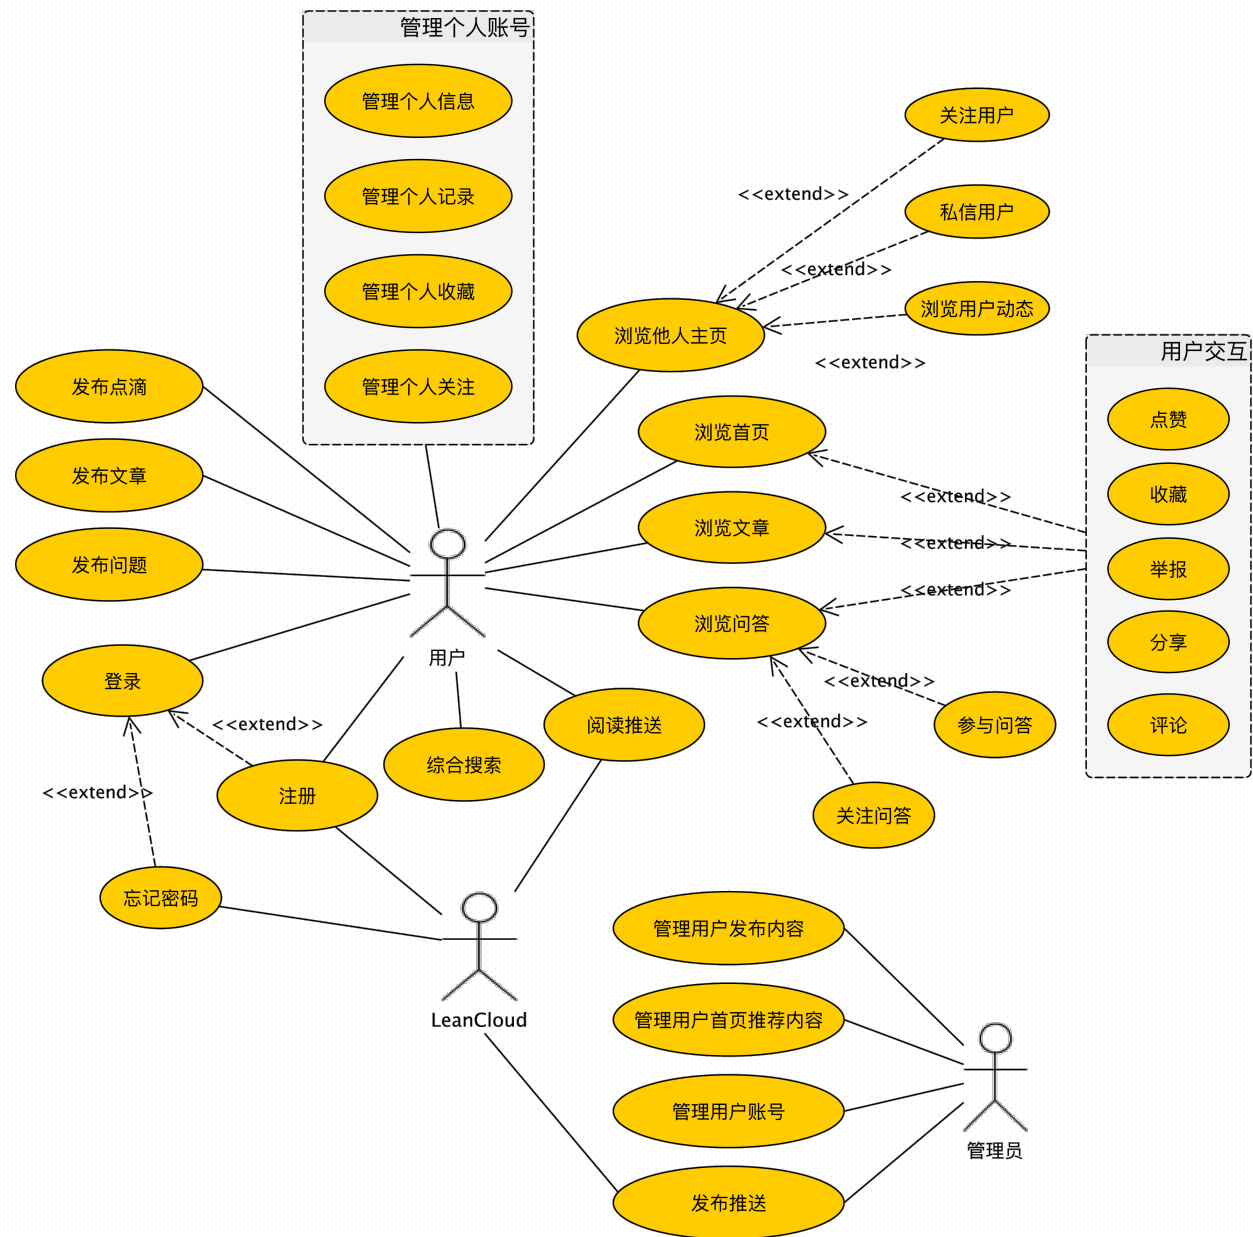 管理个人账号
管理个人信息
管理个人记录
管理个人收藏
管理个人关注
关注用户
<<extend>>
私信用户
<<extend>>
浏览用户动态
浏览他人主页
<<extend>>
用户交互
点赞
收藏
举报
分享
评论
发布点滴
发布文章
发布问题
浏览首页
<<extend>>
浏览文章
<<extend>>
<<extend>>
浏览问答
用户
登录
<<extend>>
<<extend>>
<<extend>>
参与问答
<<extend>>
关注问答
阅读推送
综合搜索
注册
忘记密码
LeanCloud
管理用户发布内容
管理用户首页推荐内容
管理用户账号
发布推送
管理员